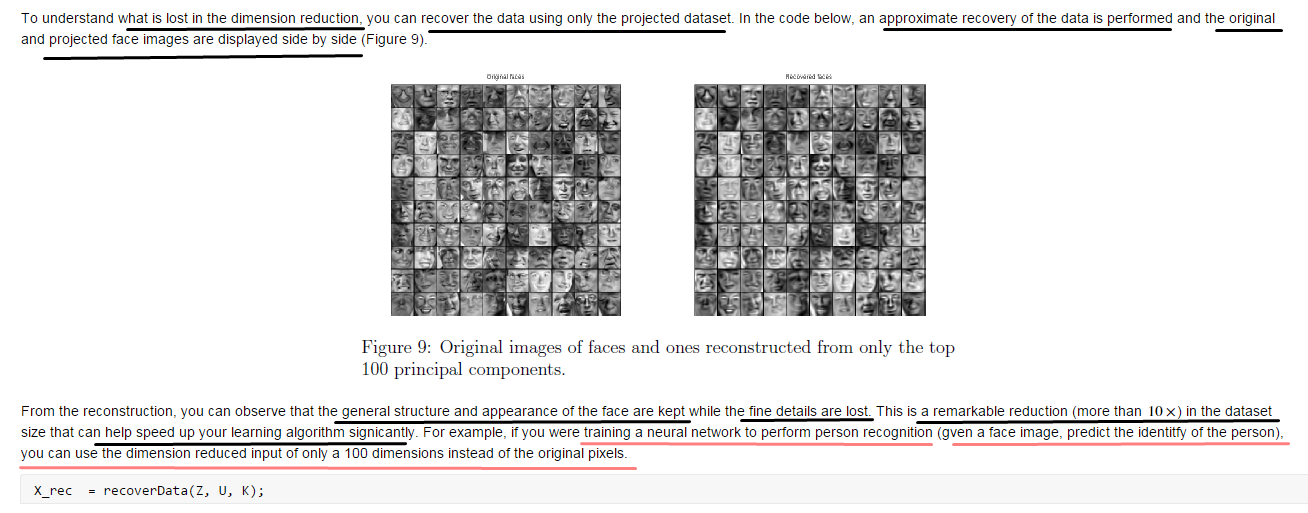 To understand what is lost in the dimension reduction, you can recover the data using only the projected dataset. In the code below, an approximate recovery of the data is performed and the original
and projected face images are displayed side by side (Figure 9).
Original faces
Recovered faces
Figure 9: Original images of faces and ones reconstructed from only the top
100 principal components.
From the reconstruction, you can observe that the general structure and appearance of the face are kept while the fine details are lost. This is a remarkable reduction (more than 10×) in the dataset
size that can help speed up your learning algorithm signicantly. For example, if you were training a neural network to perform person recognition (gven a face image, predict the identitfy of the person),
you can use the dimension reduced input of only a 100 dimensions instead of the original pixels.
X_rec = recoverData(Z, U, K);